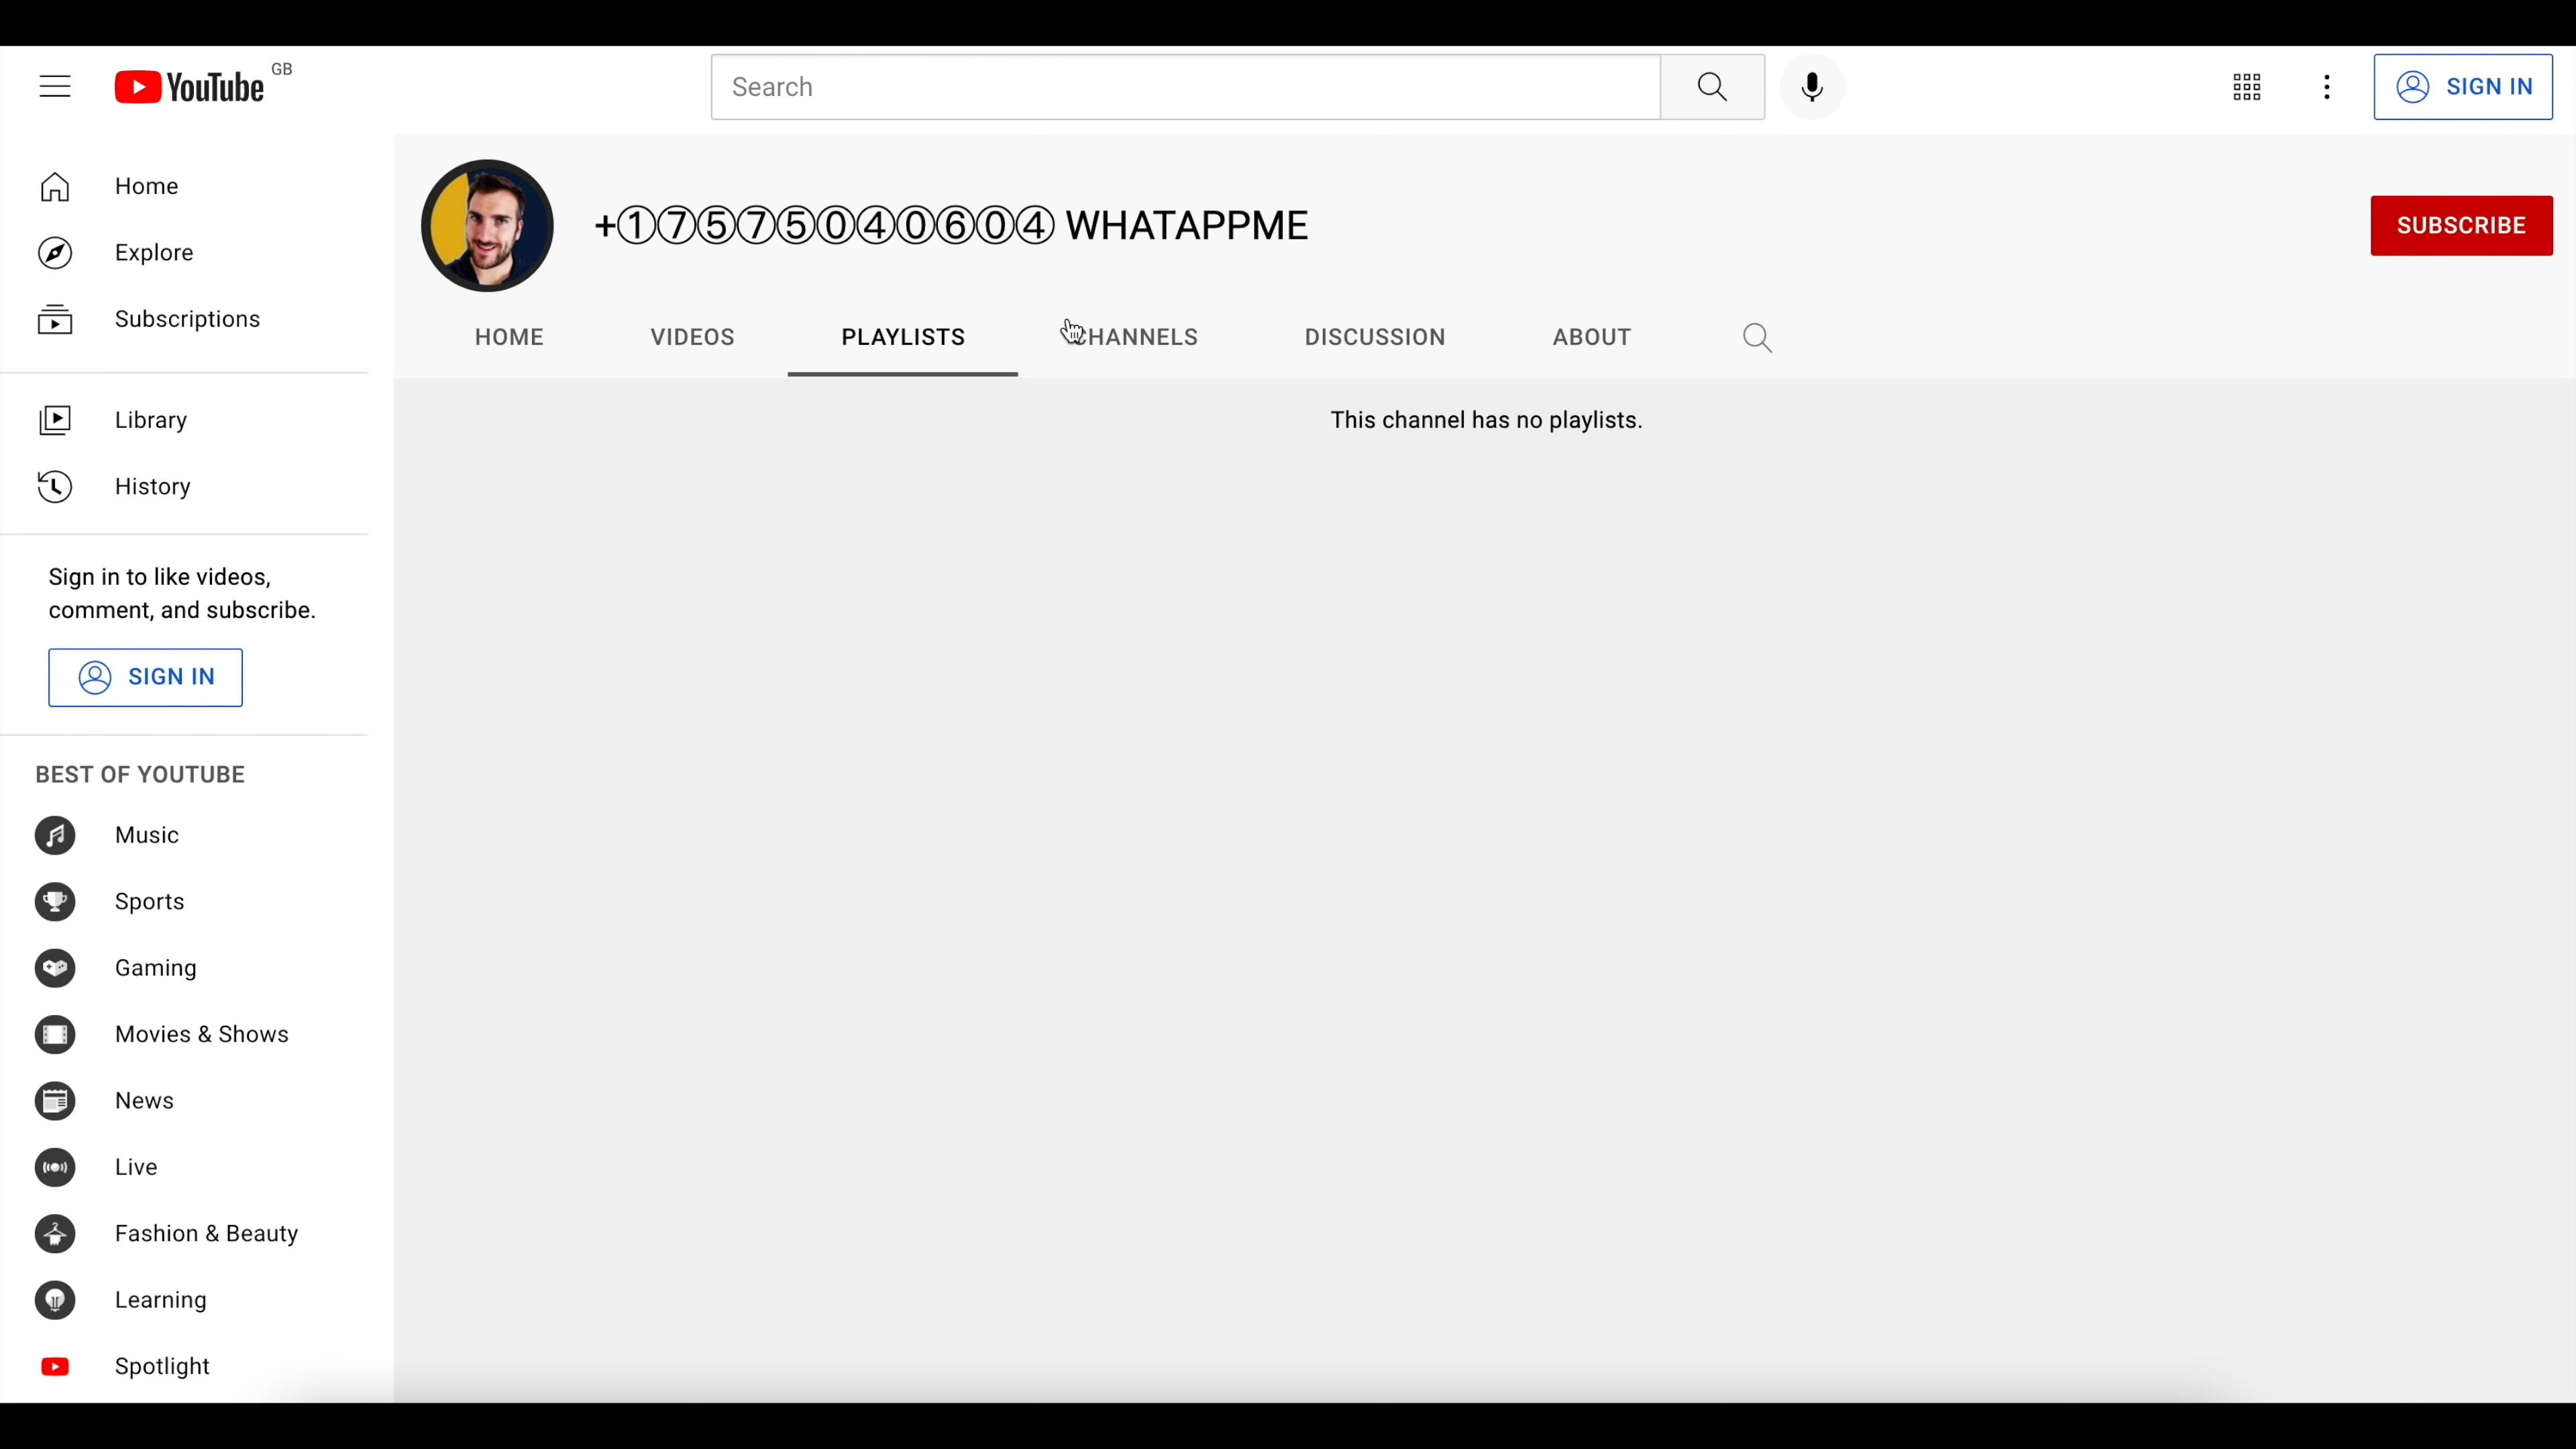 YouTube GB
Search
SIGN IN
Home
Explore
Subscriptions
Library
History
Sign in to like videos,
comment, and subscribe.
SIGN IN
BEST OF YOUTUBE
Music
Sports
Gaming
Movies & Shows
News
Live
Fashion & Beauty
Learning
Spotlight
+①⑦⑤⑦⑤⓪④⓪⑥⓪④ WHATAPPME
SUBSCRIBE
HOME VIDEOS PLAYLISTS CHANNELS DISCUSSION ABOUT
This channel has no playlists.